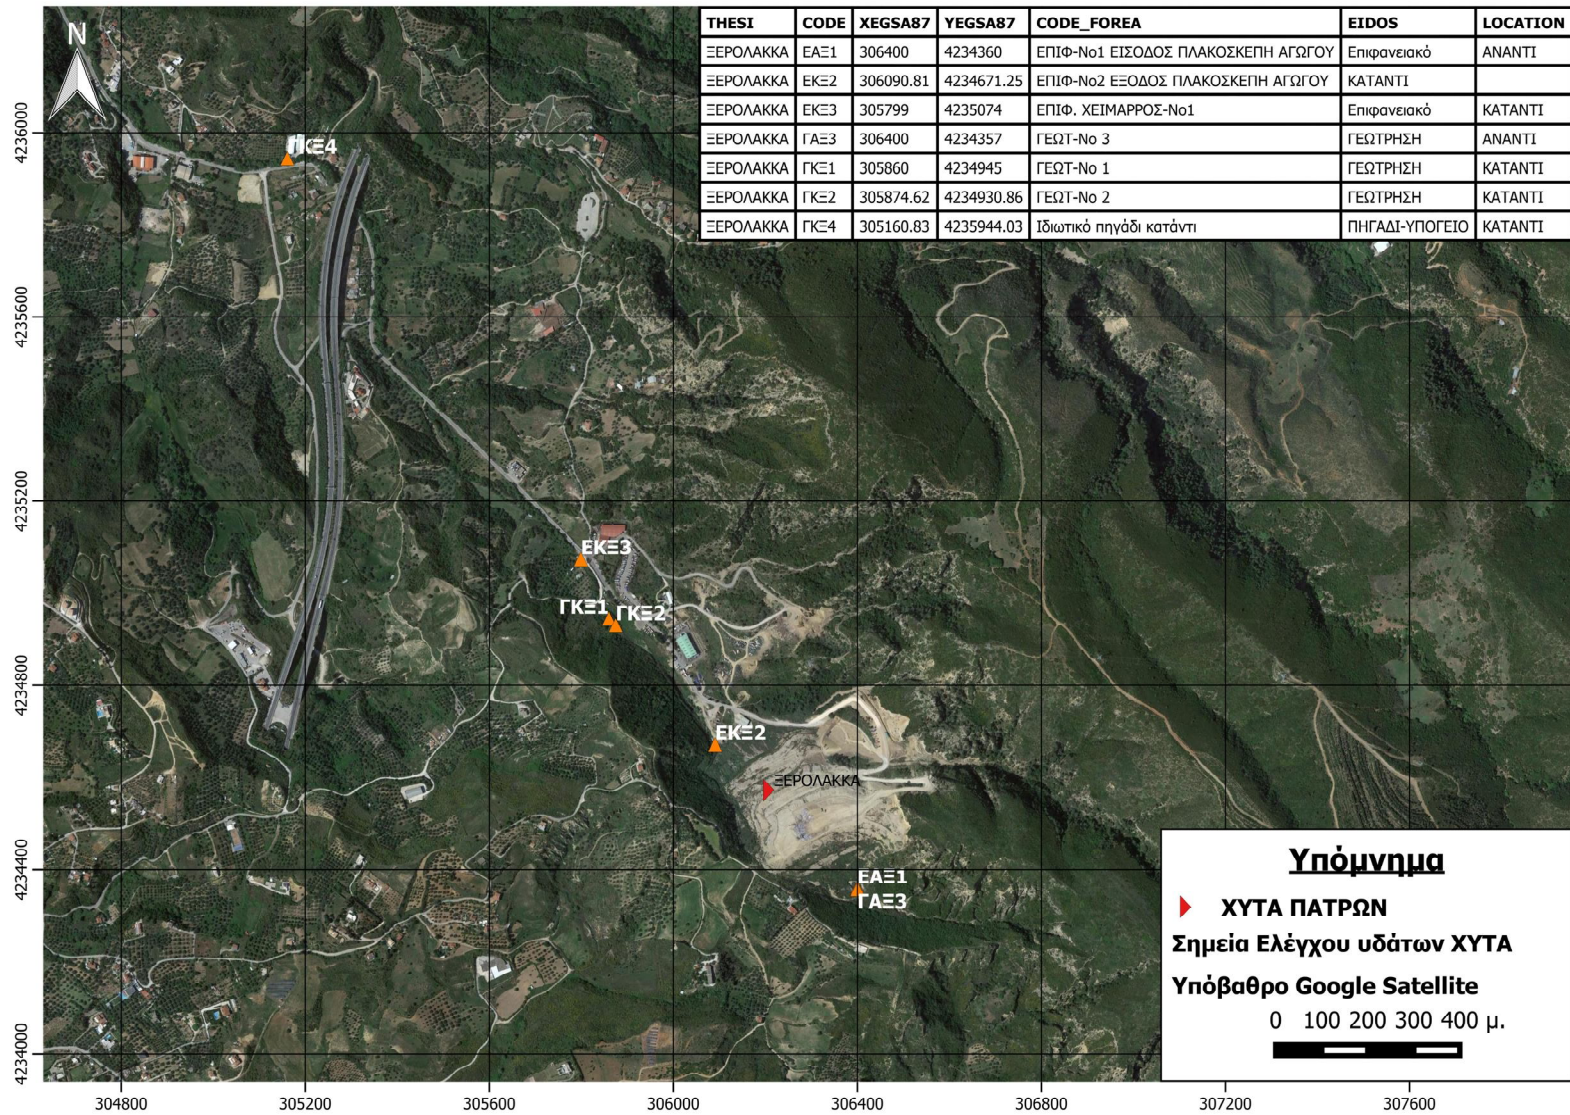 N
THESI CODE XEGSA87 YEGSA87 CODE_FOREA EIDOS LOCATION
ΞΕΡΟΛΑΚΚΑ ΕΑΞ1 306400 4234360 ΕΠΙΦ-Νο1 ΕΙΣΟΔΟΣ ΠΛΑΚΟΣΚΕΠΗ ΑΓΩΓΟΥ Επιφανειακό ΑΝΑΝΤΙ
ΞΕΡΟΛΑΚΚΑ ΕΚΞ2 306090.81 4234671.25 ΕΠΙΦ-Νο2 ΕΞΟΔΟΣ ΠΛΑΚΟΣΚΕΠΗ ΑΓΩΓΟΥ ΚΑΤΑΝΤΙ
ΞΕΡΟΛΑΚΚΑ ΕΚΞ3 305799 4235074 ΕΠΙΦ. ΧΕΙΜΑΡΡΟΣ-Νο1 Επιφανειακό ΚΑΤΑΝΤΙ
ΞΕΡΟΛΑΚΚΑ ΓΑΞ3 306400 4234357 ΓΕΩΤ-Νο 3 ΓΕΩΤΡΗΣΗ ΑΝΑΝΤΙ
ΞΕΡΟΛΑΚΚΑ ΓΚΞ1 305860 4234945 ΓΕΩΤ-Νο 1 ΓΕΩΤΡΗΣΗ ΚΑΤΑΝΤΙ
ΞΕΡΟΛΑΚΚΑ ΓΚΞ2 305874.62 4234930.86 ΓΕΩΤ-Νο 2 ΓΕΩΤΡΗΣΗ ΚΑΤΑΝΤΙ
ΞΕΡΟΛΑΚΚΑ ΓΚΞ4 305160.83 4235944.03 Ιδιωτικό πηγάδι κατάντι ΠΗΓΑΔΙ-ΥΠΟΓΕΙΟ ΚΑΤΑΝΤΙ
4236000
ΓΚΞ4
4235600
4235200
ΕΚΞ3
ΓΚΞ1 ΓΚΞ2
4234800
ΕΚΞ2
ΞΕΡΟΛΑΚΚΑ
4234400
ΕΑΞ1
ΓΑΞ3
4234000
Υπόμνημα
ΧΥΤΑ ΠΑΤΡΩΝ
Σημεία Ελέγχου υδάτων ΧΥΤΑ
Υπόβαθρο Google Satellite
0 100 200 300 400 μ.
304800 305200 305600 306000 306400 306800 307200 307600